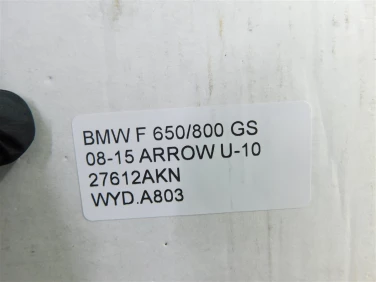 BMW F 650/800 GS
08-15 ARROW U-10
27612AKN
WYD.A803